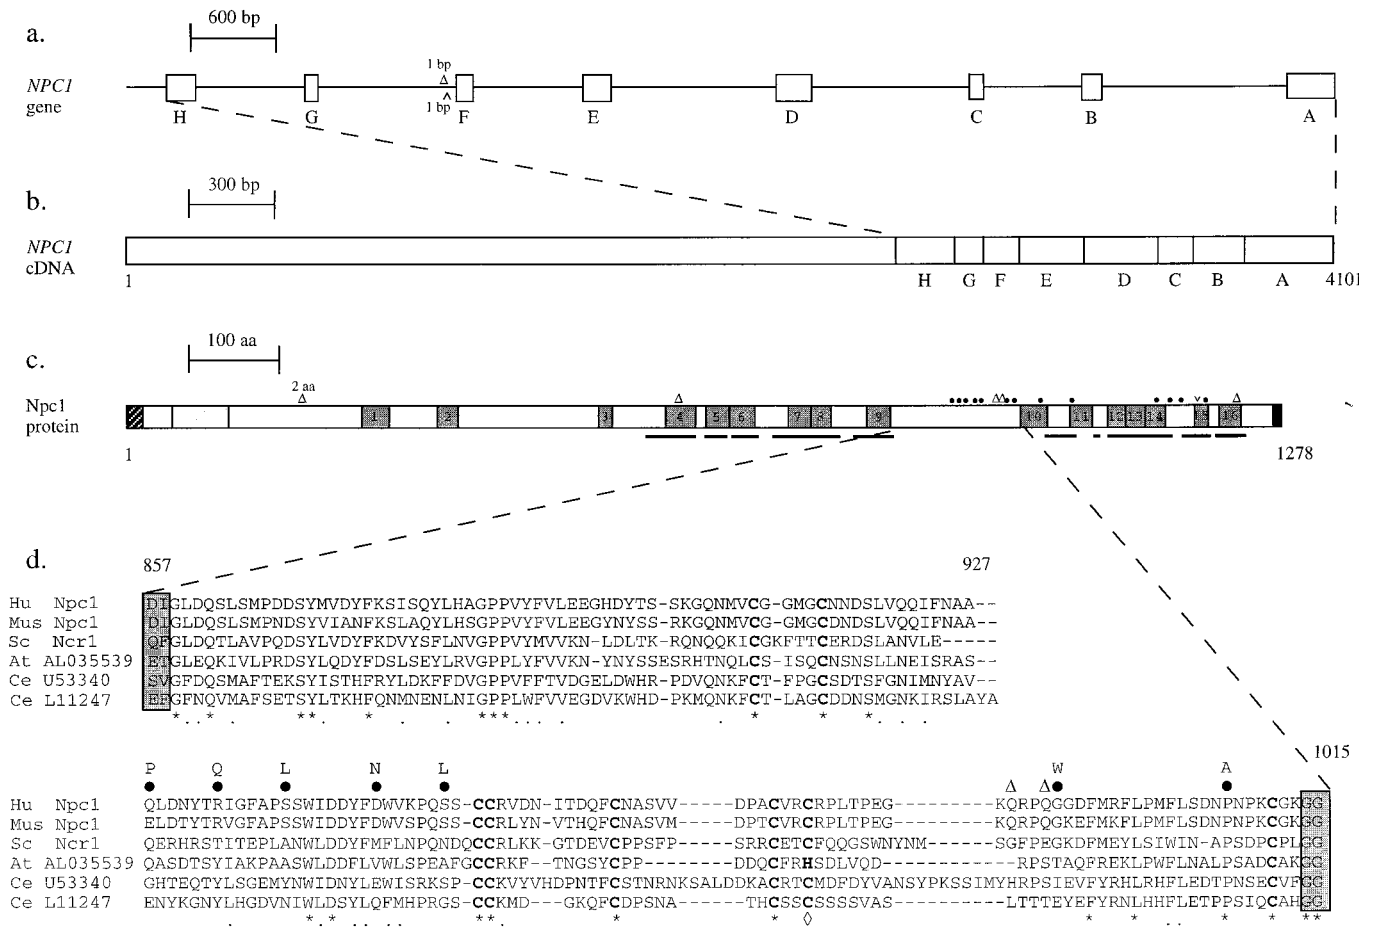 a.
600 bp
NPC1
gene
1 bp
Δ
^
1 bp
H G F E D C B A
b.
300 bp
NPC1
cDNA
H G F E D C B A
1
4101
c.
100 aa
2 aa
Δ Δ ΔΔ v Δ
Npc1
protein
1 2 3 4 5 6 7 8 9 10 11 12 13 14 15 16
1
1278
d.
857 927
Hu Npc1 DIGLDQSLSMPDDSYMVDYFKSISQYLHAGPPVYFVLEEGHDYTS-SKGQNMVCG-GMGCNNDSLVQQIFNAA--
Mus Npc1 DIGLDQSLSMPNDSYVIANFKSLAQYLHSGPPVYFVLEEGYNYSS-RKGQNMVCG-GMGCDNDSLVQQIFNAA--
Sc Ncr1 QFGLDQTLAVPQDSYLVDYFKDVYSFLNVGPPVYMVVKN-LDLTK-RQNQQKICGKFTTCERDSLANVLE-----
At AL035539 ETGLEQKIVLPRDSYLQDYFDSLSEYLRVGPPLYFVVKN-YNYSSESRHTNQLCS-ISQCNSNSLLNEISRAS--
Ce U53340 SVGFDQSMAFTEKSYISTHFRYLDKFFDVGPPVFFTVDGELDWHR-PDVQNKFCT-FPGCSDTSFGNIMNYAV--
Ce L11247 EFGFNQVMAFSETSYLTKHFQNMNENLNIGPPLWFVVEGDVKWHD-PKMQNKFCT-LAGCDDNSMGNKIRSLAYA
1015
P Q L N L W A
Δ Δ
Hu Npc1 QLDNYTRIGFAPSSWIDDYFDWVKPQSS-CCRVDN-ITDQFCNASVV-----DPACVRCRPLTPEG---------KQRPQGGDFMRFLPMFLSDNPNPKCGKGG
Mus Npc1 ELDTYTRVGFAPSSWIDDYFDWVSPQSS-CCRLYN-VTHQFCNASVM-----DPTCVRCRPLTPEG---------KQRPQGKEFMKFLPMFLSDNPNPKCGKGG
Sc Ncr1 QERHRSTITEPLANWLDDYFMFLNPQNDQCCRLKK-GTDEVCPPSFP-----SRRCETCFQQGSWNYNM------SGFPEGKDFMEYLSIWIN-APSDPCPLGG
At AL035539 QASDTSYIAKPAASWLDDFLVWLSPEAFGCCRKF--TNGSYCPP--------DDQCFRHSDLVQD----------RPSTAQFREKLPWFLNALPSADCAKGG
Ce U53340 GHTEQTYLSGEMYNWIDNYLEWISRKSP-CCKVYVHDPNTFCSTNRNKSALDDKACRTCMDFDYVANSYPKSSIMYHRPSIEVFYRHLRHFLEDTPNSECVFGG
Ce L11247 ENYKGNYLHGDVNIWLDSYLQFMHPRGS-CCKMD--GKQFCDPSNA------THCSSCSSSSVAS----------LTTTEYEFYRNLHHFLETPPSIQCAHGG